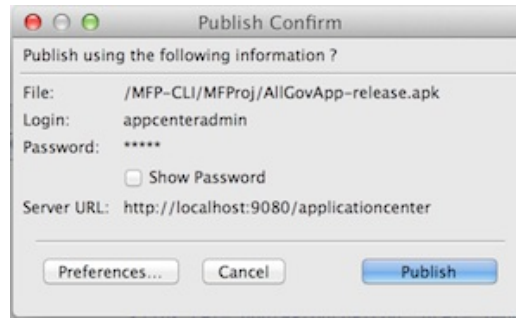 Publish Confirm
Publish using the following information ?
File: /MFP-CLI/MFProj/AllGovApp-release.apk
Login: appcenteradmin
Password: *****
Show Password
Server URL: http://localhost:9080/applicationcenter
Preferences... Cancel Publish